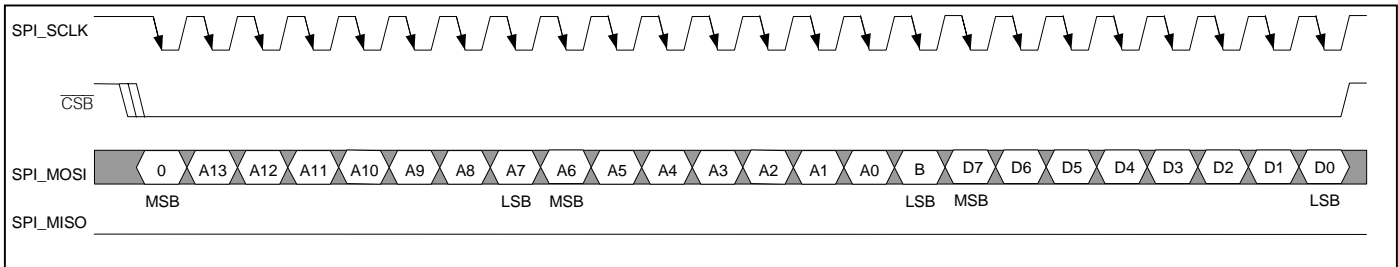 SPI_SCLK
CSB
SPI_MOSI 0 A13 A12 A11 A10 A9 A8 A7 A6 A5 A4 A3 A2 A1 A0 B D7 D6 D5 D4 D3 D2 D1 D0
MSB LSB MSB LSB MSB LSB
SPI_MISO